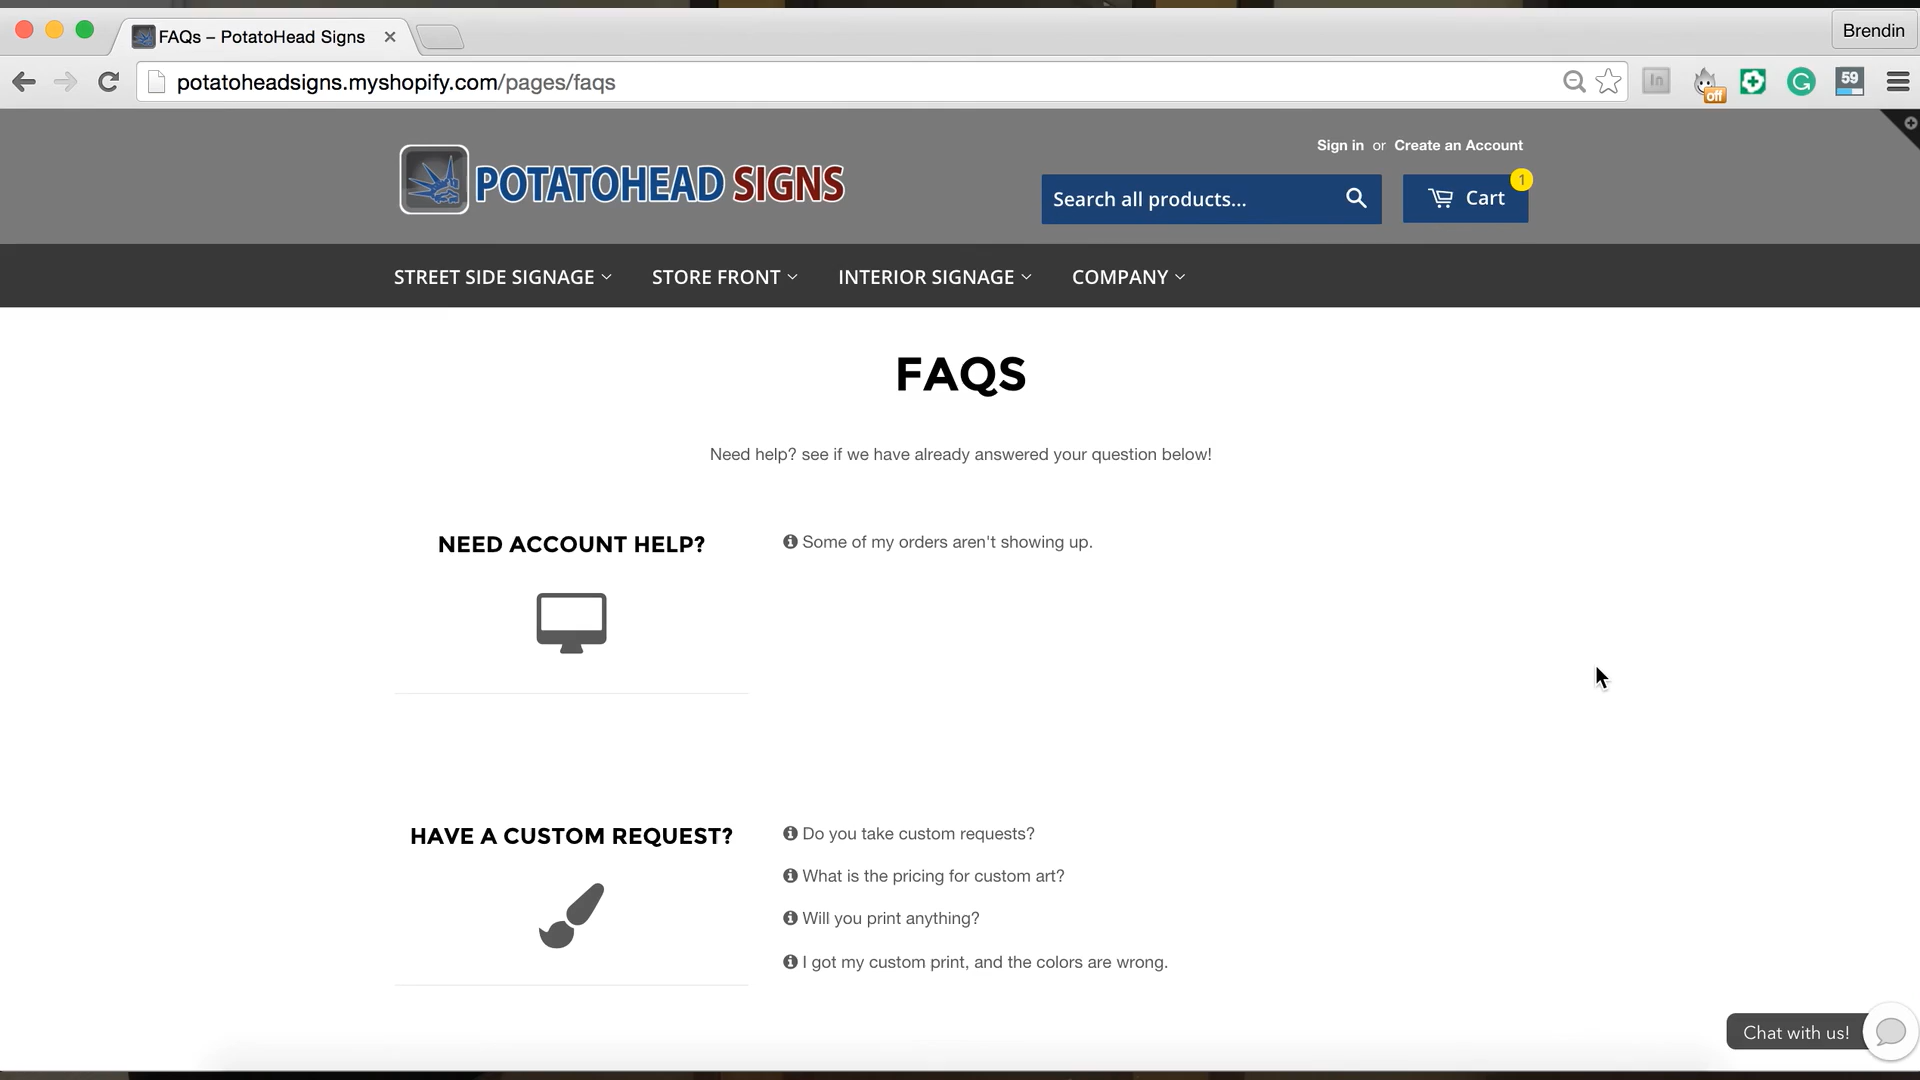 FAQs – PotatoHead Signs
Brendin
potatoheadsigns.myshopify.com/pages/faqs
In
off
G
59
Sign in or Create an Account
POTATOHEAD SIGNS
Search all products...
Cart
1
STREET SIDE SIGNAGE
STORE FRONT
INTERIOR SIGNAGE
COMPANY
FAQS
Need help? see if we have already answered your question below!
NEED ACCOUNT HELP?
Some of my orders aren't showing up.
HAVE A CUSTOM REQUEST?
Do you take custom requests?
What is the pricing for custom art?
Will you print anything?
I got my custom print, and the colors are wrong.
Chat with us!